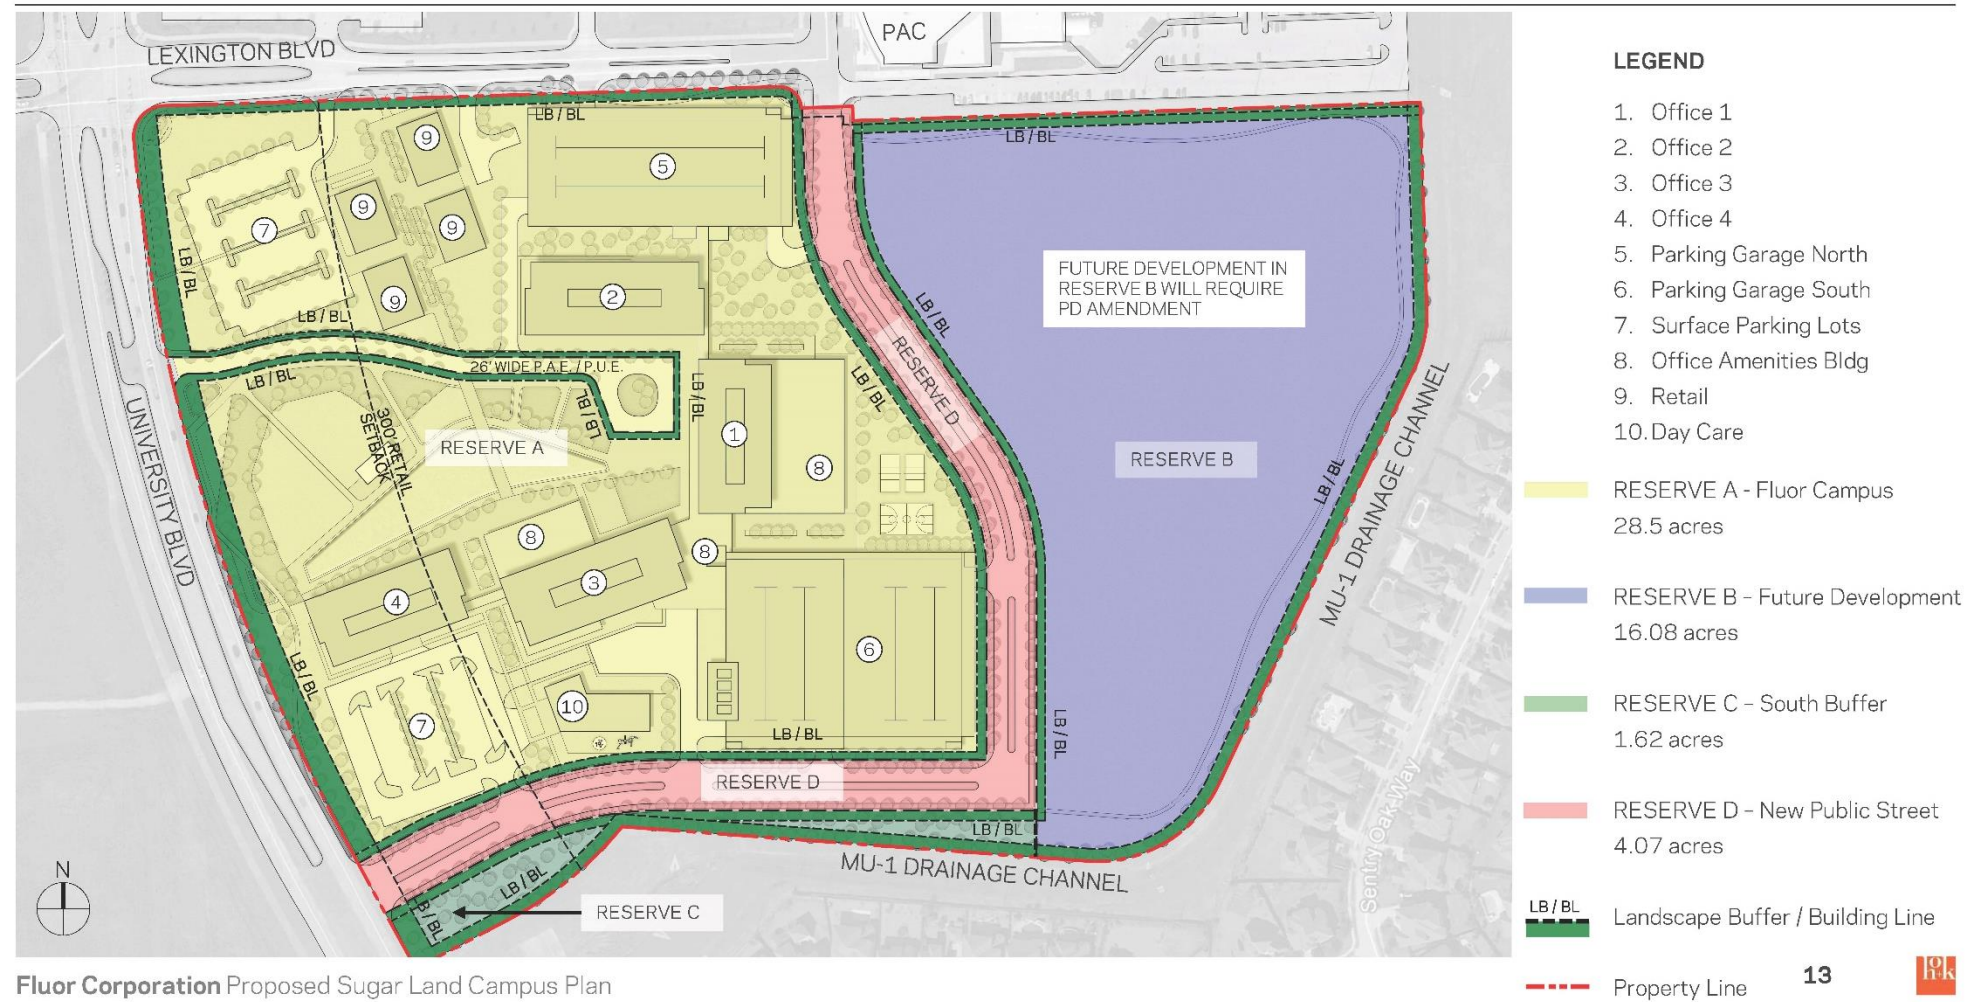 LEXINGTON BLVD
PAC
LB / BL
LB / BL
9
5
9
9
7
LB / BL
9
2
LB / BL
LB / BL
FUTURE DEVELOPMENT IN
RESERVE B WILL REQUIRE
PD AMENDMENT
RESERVE D
LB / BL
26' WIDE P.A.E. / P.U.E.
LB / BL
LB / BL
LB / BL
300' RETAIL
SETBACK
RESERVE A
1
8
RESERVE B
LB / BL
MU-1 DRAINAGE CHANNEL
UNIVERSITY BLVD
8
8
3
4
6
LB / BL
10
7
LB / BL
LB / BL
RESERVE D
LB / BL
LB / BL
B / BL
MU-1 DRAINAGE CHANNEL
Sentry Oak Way
RESERVE C
N
LEGEND
1. Office 1
2. Office 2
3. Office 3
4. Office 4
5. Parking Garage North
6. Parking Garage South
7. Surface Parking Lots
8. Office Amenities Bldg
9. Retail
10. Day Care
RESERVE A - Fluor Campus
28.5 acres
RESERVE B – Future Development
16.08 acres
RESERVE C – South Buffer
1.62 acres
RESERVE D – New Public Street
4.07 acres
LB / BL
Landscape Buffer / Building Line
Property Line
13
hok
Fluor Corporation Proposed Sugar Land Campus Plan